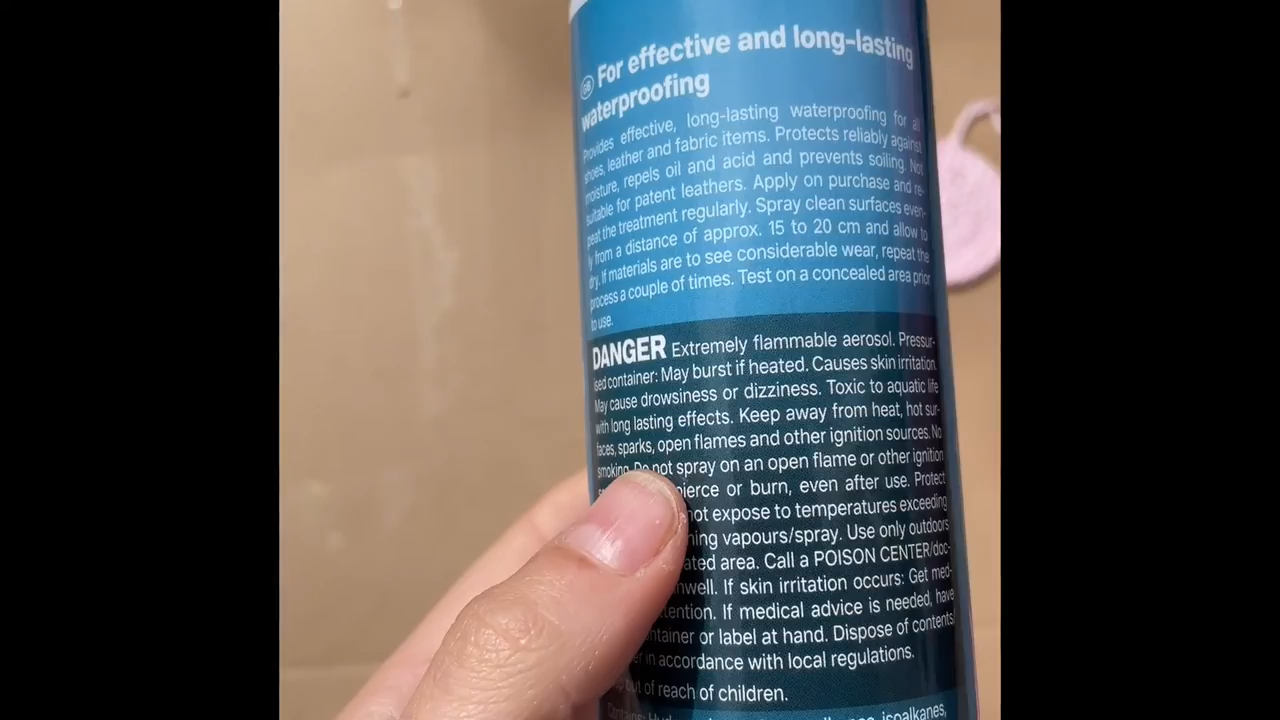 GB For effective and long-lasting
waterproofing
Provides effective, long-lasting waterproofing for all
shoes, leather and fabric items. Protects reliably against
moisture, repels oil and acid and prevents soiling. Not
suitable for patent leathers. Apply on purchase and re-
peat the treatment regularly. Spray clean surfaces even-
ly from a distance of approx. 15 to 20 cm and allow to
dry. If materials are to see considerable wear, repeat the
process a couple of times. Test on a concealed area prior
to use.
DANGER Extremely flammable aerosol. Pressur-
ised container: May burst if heated. Causes skin irritation.
May cause drowsiness or dizziness. Toxic to aquatic life
with long lasting effects. Keep away from heat, hot sur-
faces, sparks, open flames and other ignition sources. No
smoking. Do not spray on an open flame or other ignition
pierce or burn, even after use. Protect
not expose to temperatures exceeding
vapours/spray. Use only outdoors
area. Call a POISON CENTER/doc-
If skin irritation occurs: Get med-
If medical advice is needed, have
or label at hand. Dispose of contents/
in accordance with local regulations.
out of reach of children.
isoalkanes,